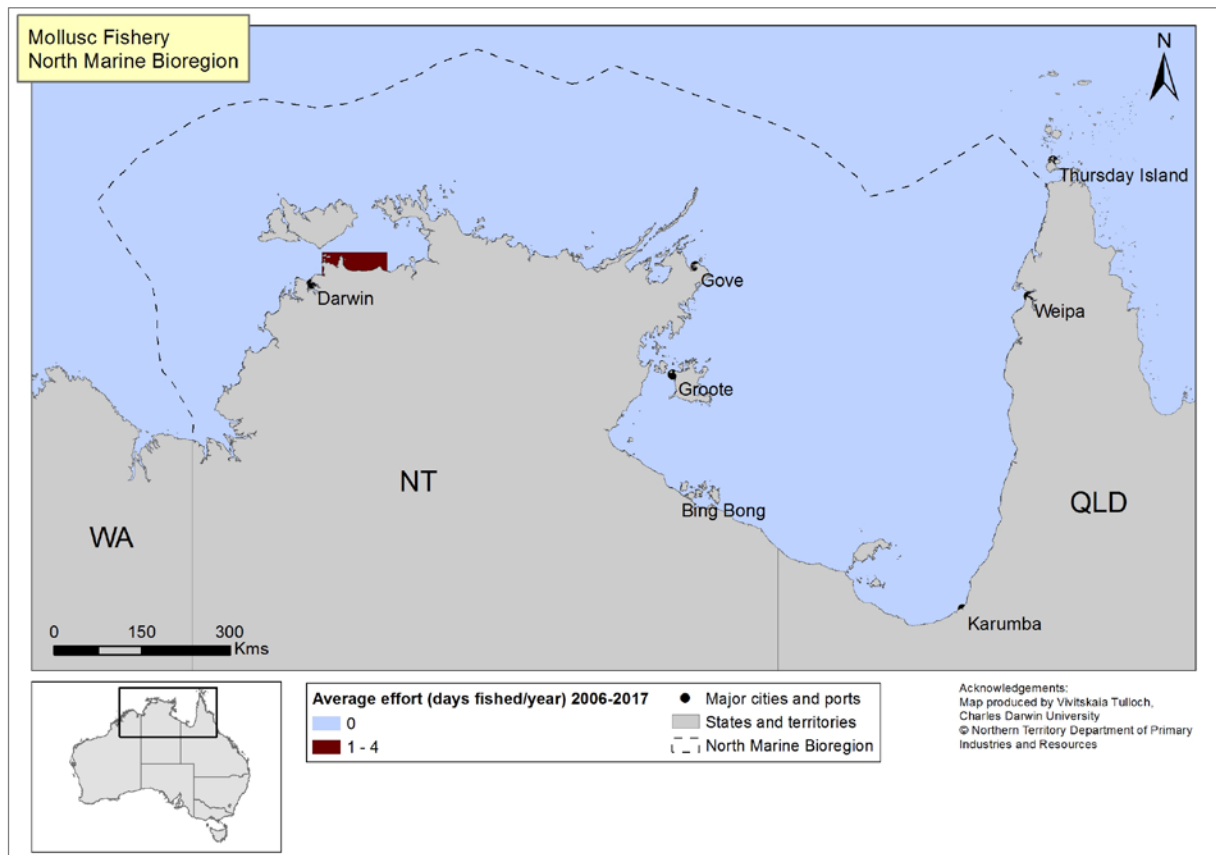 Mollusc Fishery
North Marine Bioregion
N
Thursday Island
Gove
Darwin
Weipa
Groote
NT
Bing Bong
QLD
WA
Karumba
0 150 300
Kms
Average effort (days fished/year) 2006-2017
0
1 - 4
Major cities and ports
States and territories
North Marine Bioregion
Acknowledgements:
Map produced by Vivitskaia Tulloch,
Charles Darwin University
© Northern Territory Department of Primary
Industries and Resources